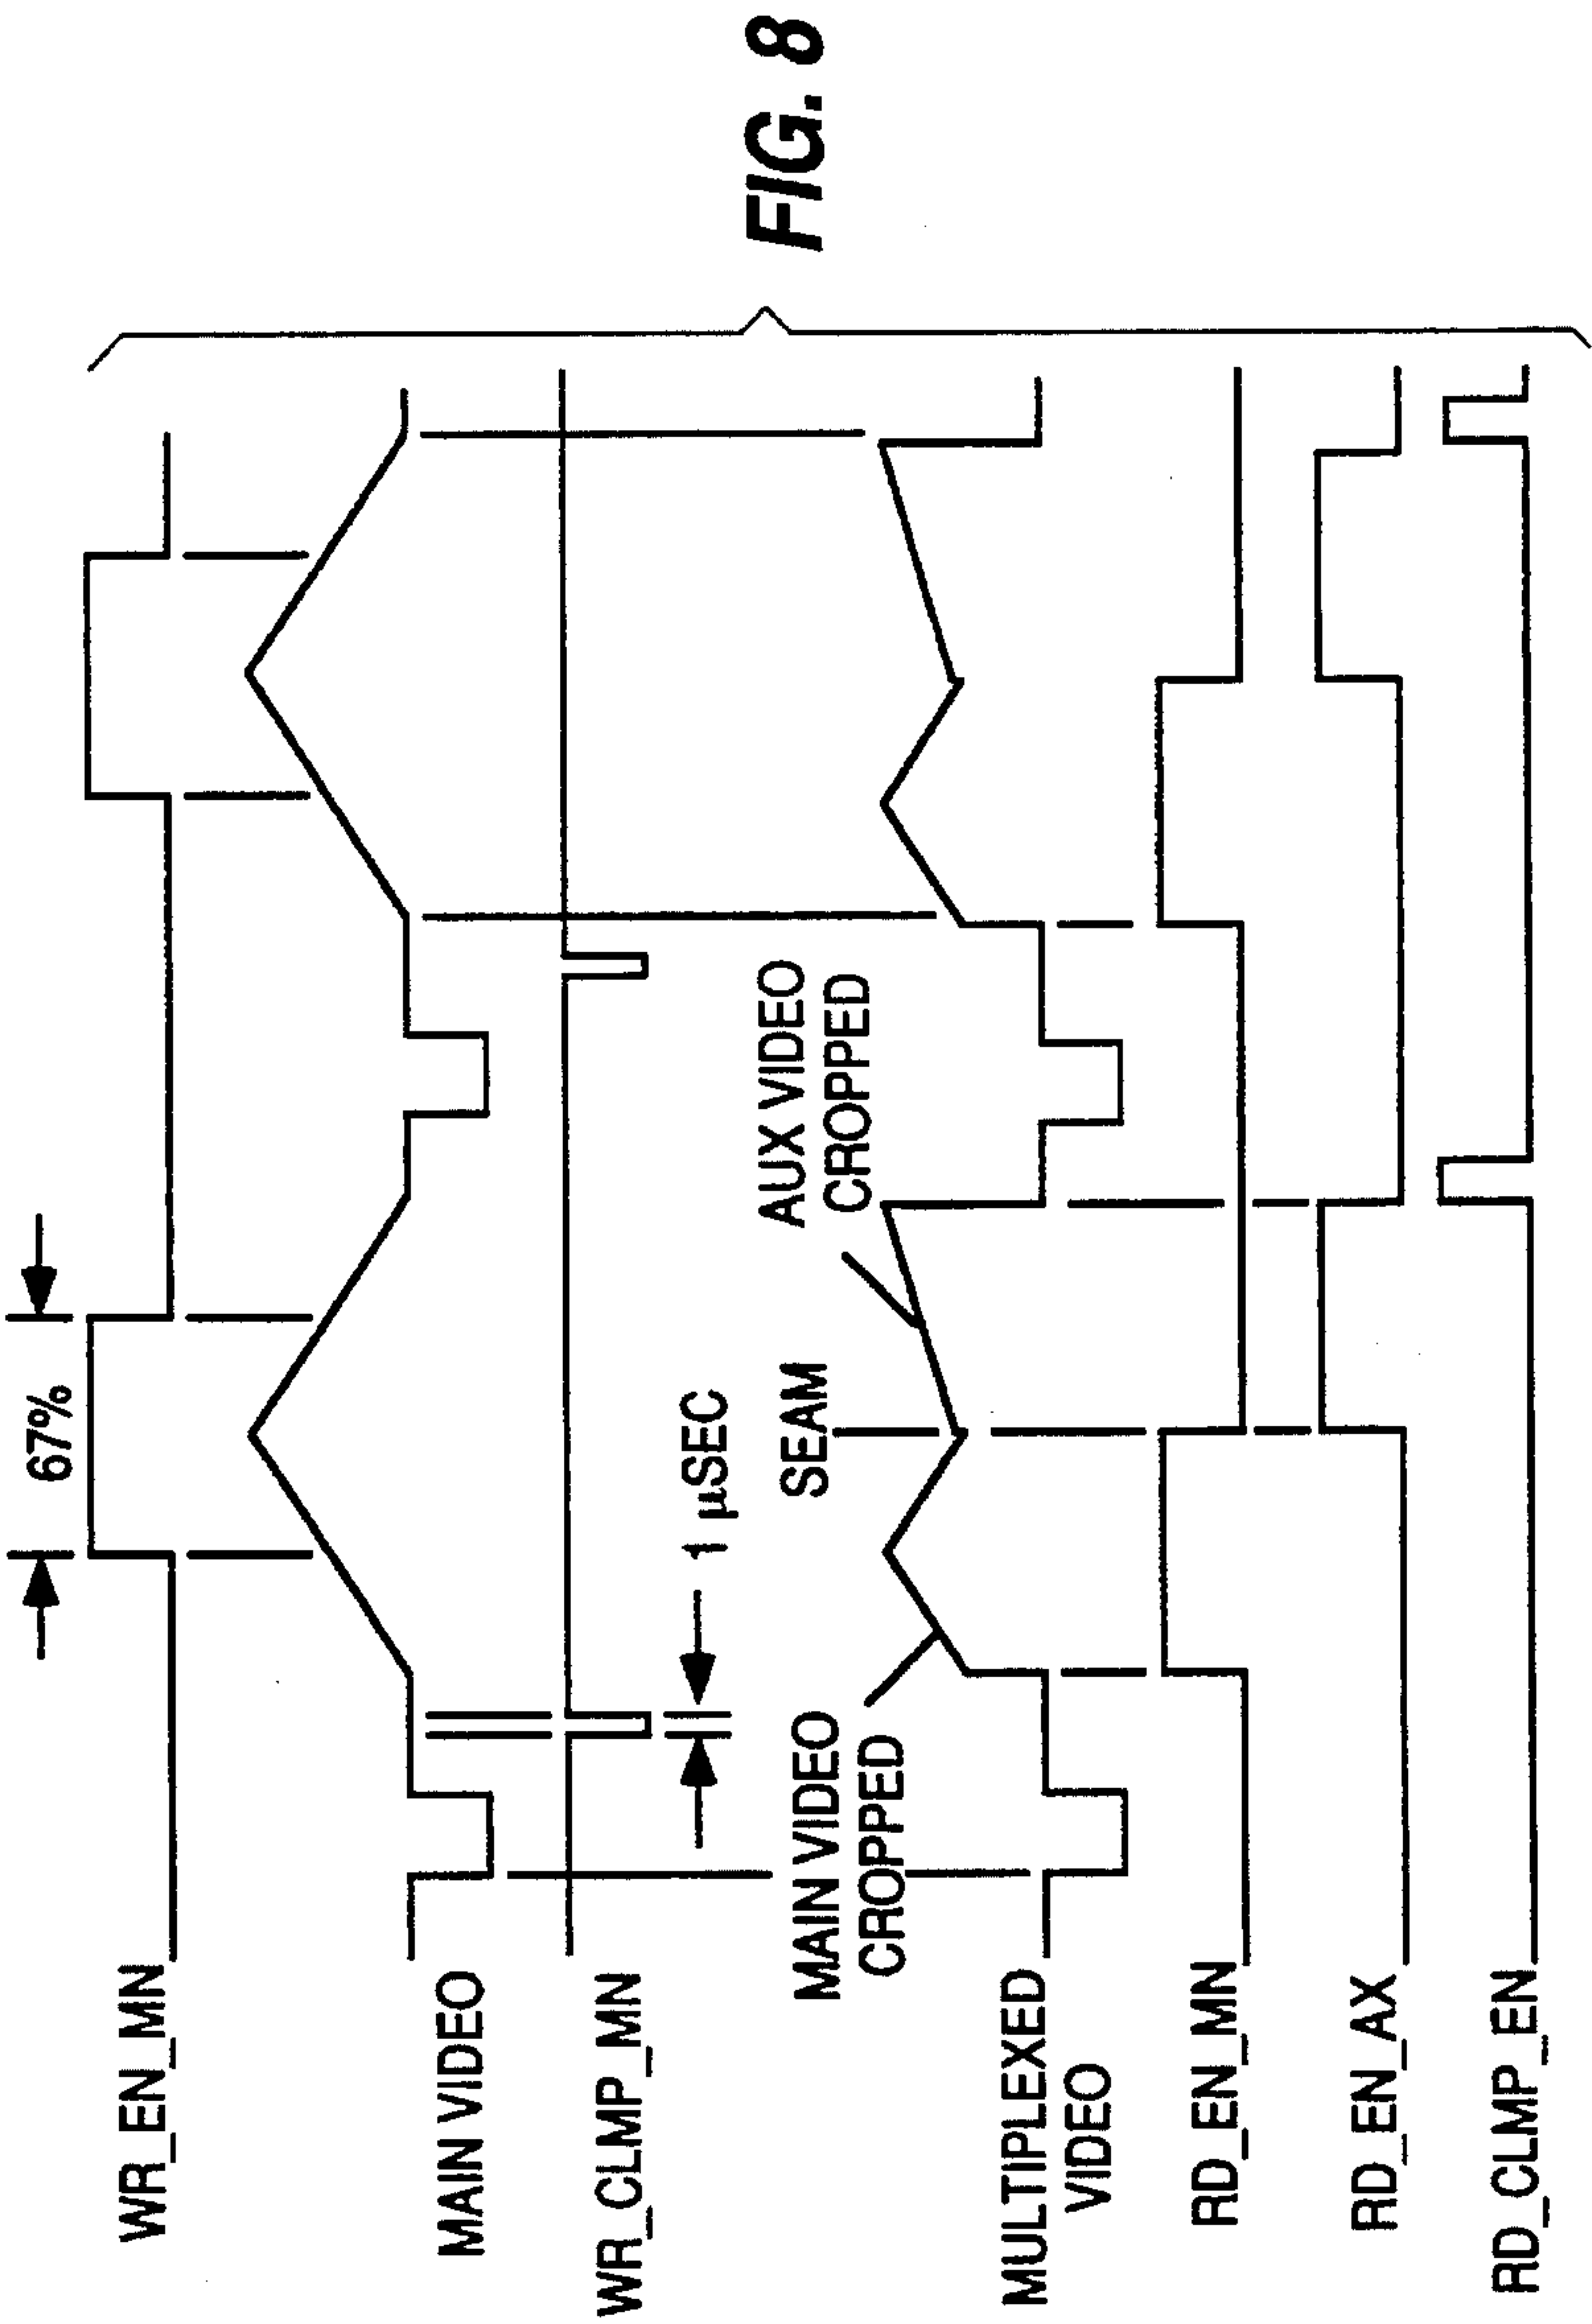 67%
WR_EN_MN
MAIN VIDEO
WR_CLMP_MN
1 µSEC
MAIN VIDEO
CROPPED
SEAM
AUX VIDEO
CROPPED
MULTIPLEXED
VIDEO
RD_EN_MN
RD_EN_AX
RD_CLMP_EN
FIG. 8